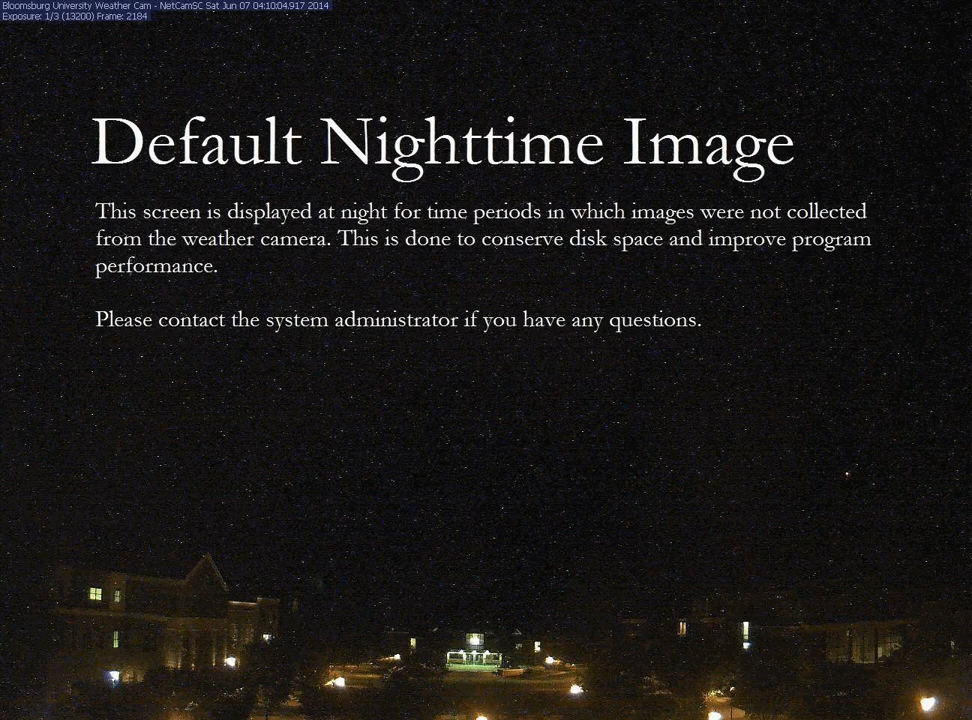 Bloomsburg University Weather Cam - NetCamSC Sat Jun 07 04:10:04.917 2014
Exposure: 1/3 (13200) Frame: 2184
Default Nighttime Image
This screen is displayed at night for time periods in which images were not collected
from the weather camera. This is done to conserve disk space and improve program
performance.
Please contact the system administrator if you have any questions.